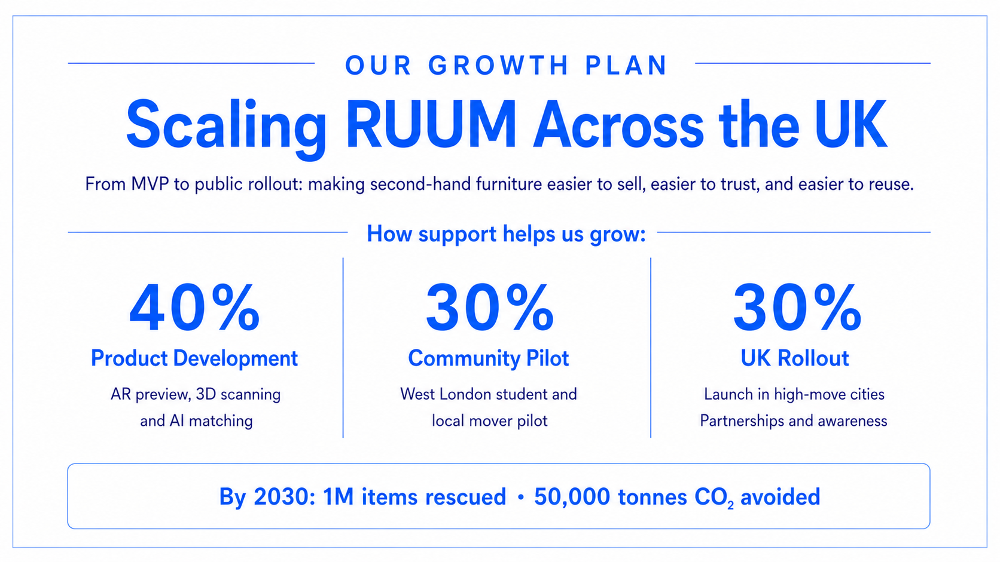 OUR GROWTH PLAN
Scaling RUUM Across the UK
From MVP to public rollout: making second-hand furniture easier to sell, easier to trust, and easier to reuse.
How support helps us grow:
40%
Product Development
AR preview, 3D scanning
and AI matching
30%
Community Pilot
West London student and
local mover pilot
30%
UK Rollout
Launch in high-move cities
Partnerships and awareness
By 2030: 1M items rescued • 50,000 tonnes CO₂ avoided